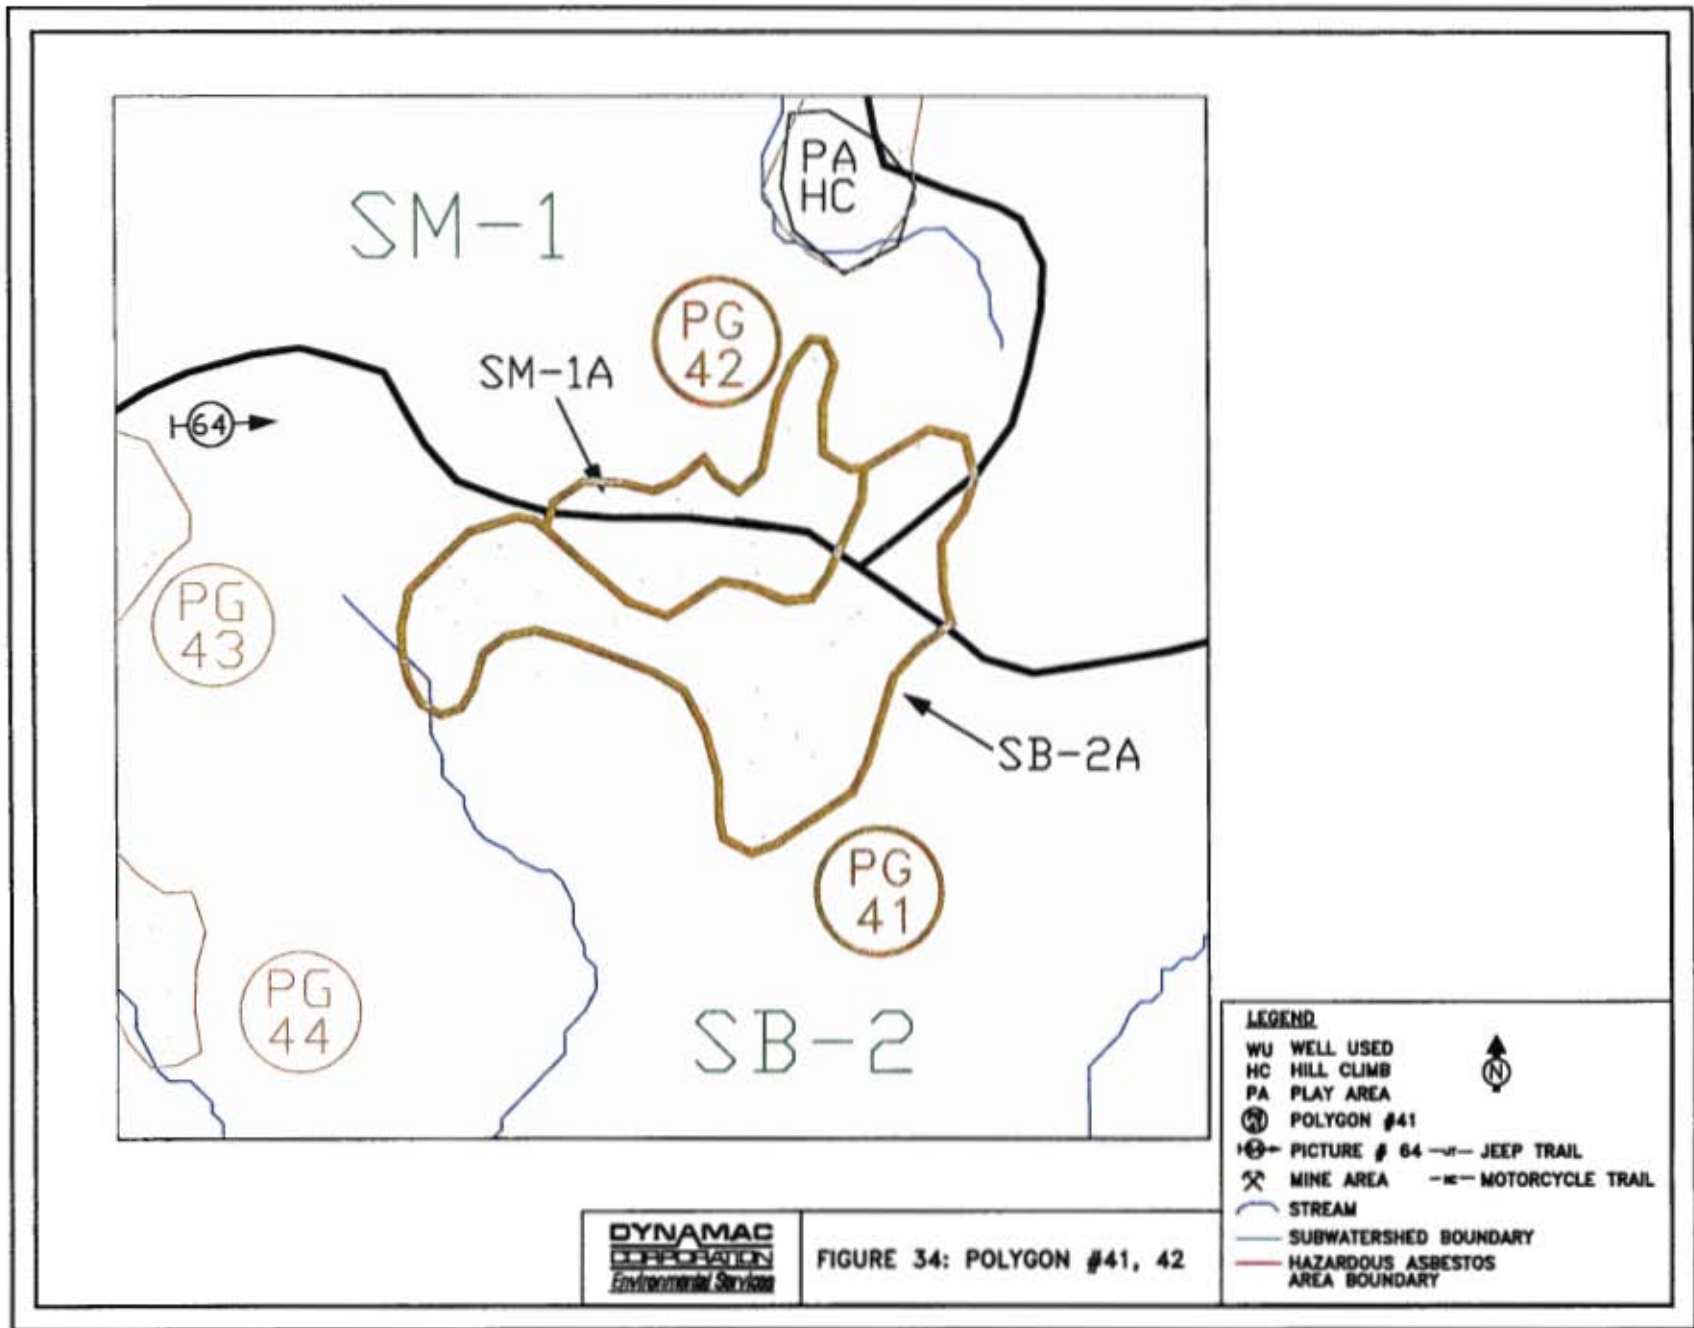 PA
HC
SM-1
PG
42
SM-1A
H64
PG
43
SB-2A
PG
41
PG
44
SB-2
LEGEND
WU WELL USED
HC HILL CLIMB
PA PLAY AREA
N
POLYGON #41
PICTURE # 64 JEEP TRAIL
MINE AREA MOTORCYCLE TRAIL
STREAM
SUBWATERSHED BOUNDARY
HAZARDOUS ASBESTOS
AREA BOUNDARY
DYNAMAC
CORPORATION
Environmental Services
FIGURE 34: POLYGON #41, 42